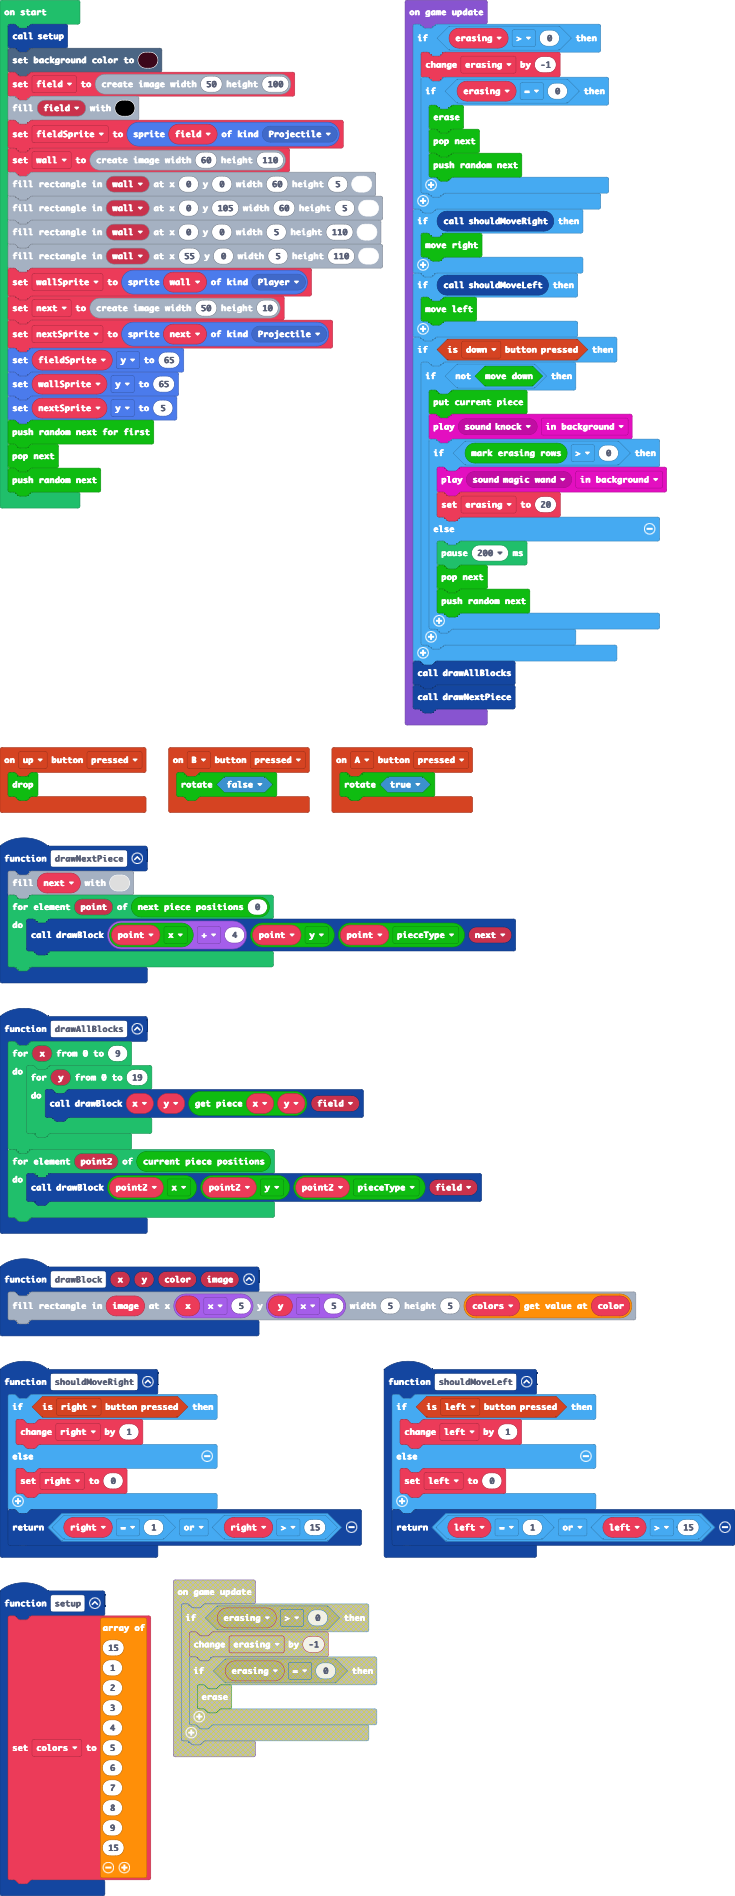 on start
call setup
set background color to
set field to create image width 50 height 100
fill field with
set fieldSprite to sprite field of kind Projectile
set wall to create image width 60 height 110
fill rectangle in wall at x 0 y 0 width 60 height 5
fill rectangle in wall at x 0 y 105 width 60 height 5
fill rectangle in wall at x 0 y 0 width 5 height 110
fill rectangle in wall at x 55 y 0 width 5 height 110
set wallSprite to sprite wall of kind Player
set next to create image width 50 height 10
set nextSprite to sprite next of kind Projectile
set fieldSprite y to 65
set wallSprite y to 65
set nextSprite y to 5
push random next for first
pop next
push random next
on game update
if erasing > 0 then
change erasing by -1
if erasing = 0 then
erase
pop next
push random next
if call shouldMoveRight then
move right
if call shouldMoveLeft then
move left
if is down button pressed then
if not move down then
put current piece
play sound knock in background
if mark erasing rows > 0 then
play sound magic wand in background
set erasing to 20
else
pause 200 ms
pop next
push random next
call drawAllBlocks
call drawNextPiece
on up button pressed
drop
on B button pressed
rotate false
on A button pressed
rotate true
function drawNextPiece
fill next with
for element point of next piece positions 0
do call drawBlock point x + 4 point y point pieceType next
function drawAllBlocks
for x from 0 to 9
do for y from 0 to 19
do call drawBlock x y get piece x y field
for element point2 of current piece positions
do call drawBlock point2 x point2 y point2 pieceType field
function drawBlock x y color image
fill rectangle in image at x x × 5 y y × 5 width 5 height 5 colors get value at color
function shouldMoveRight
if is right button pressed then
change right by 1
else
set right to 0
return right = 1 or right > 15
function shouldMoveLeft
if is left button pressed then
change left by 1
else
set left to 0
return left = 1 or left > 15
function setup
set colors to array of
15
1
2
3
4
5
6
7
8
9
15
on game update
if erasing > 0 then
change erasing by -1
if erasing = 0 then
erase